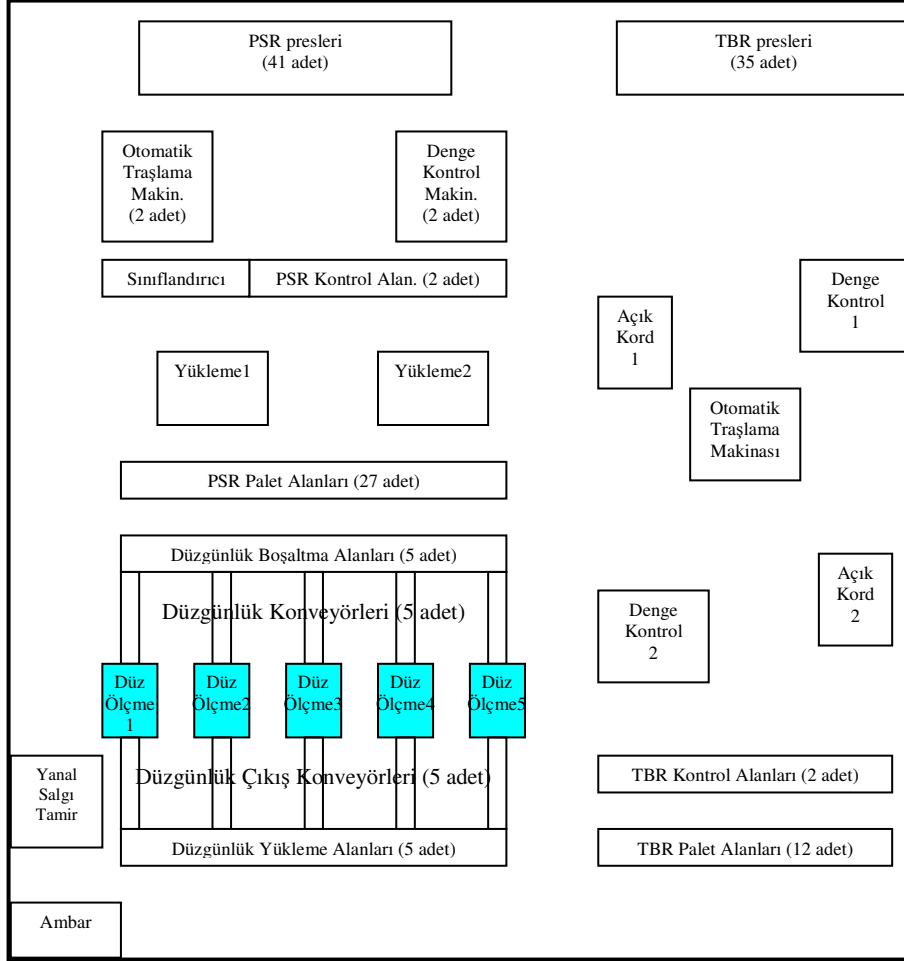 PSR presleri
(41 adet)
TBR presleri
(35 adet)
Otomatik
Traşlama
Makin.
(2 adet)
Denge
Kontrol
Makin.
(2 adet)
Sınıflandırıcı
PSR Kontrol Alan. (2 adet)
Denge
Kontrol
1
Açık
Kord
1
Yükleme1
Yükleme2
Otomatik
Traşlama
Makinası
PSR Palet Alanları (27 adet)
Düzgünlük Boşaltma Alanları (5 adet)
Düzgünlük Konveyörleri (5 adet)
Açık
Kord
2
Denge
Kontrol
2
Düz
Ölçme
1
Düz
Ölçme2
Düz
Ölçme3
Düz
Ölçme4
Düz
Ölçme5
Yanal
Salgı
Tamir
Düzgünlük Çıkış Konveyörleri (5 adet)
TBR Kontrol Alanları (2 adet)
Düzgünlük Yükleme Alanları (5 adet)
TBR Palet Alanları (12 adet)
Ambar